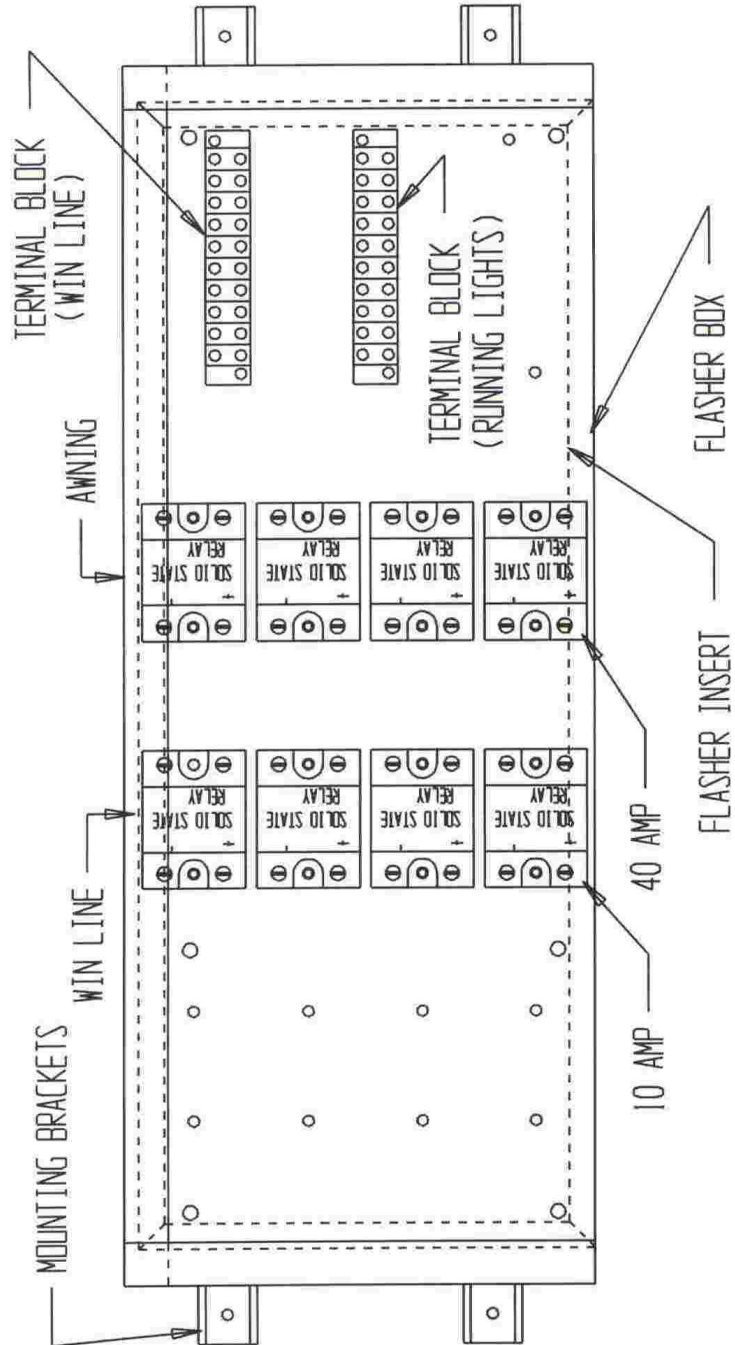 MOUNTING BRACKETS
WIN LINE
AWNING
TERMINAL BLOCK
(WIN LINE)
SOLID STATE
RELAY
SOLID STATE
RELAY
SOLID STATE
RELAY
SOLID STATE
RELAY
SOLID STATE
RELAY
SOLID STATE
RELAY
SOLID STATE
RELAY
SOLID STATE
RELAY
TERMINAL BLOCK
(RUNNING LIGHTS)
10 AMP
40 AMP
FLASHER INSERT
FLASHER BOX